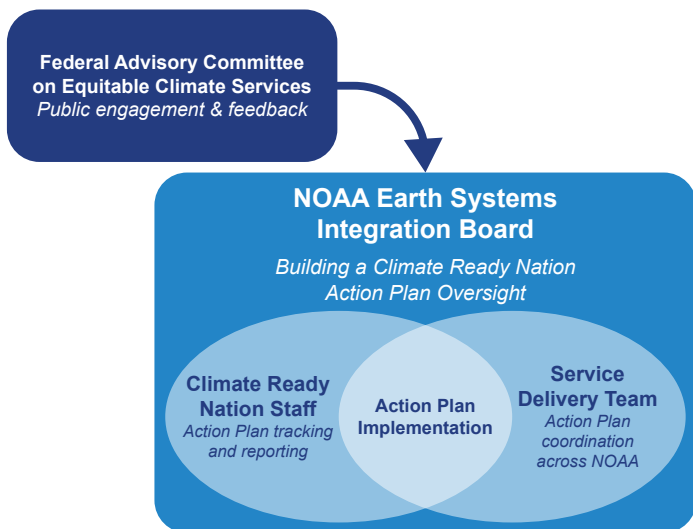 Federal Advisory Committee
on Equitable Climate Services
Public engagement & feedback
NOAA Earth Systems
Integration Board
Building a Climate Ready Nation
Action Plan Oversight
Climate Ready
Nation Staff
Action Plan tracking
and reporting
Action Plan
Implementation
Service
Delivery Team
Action Plan
coordination
across NOAA